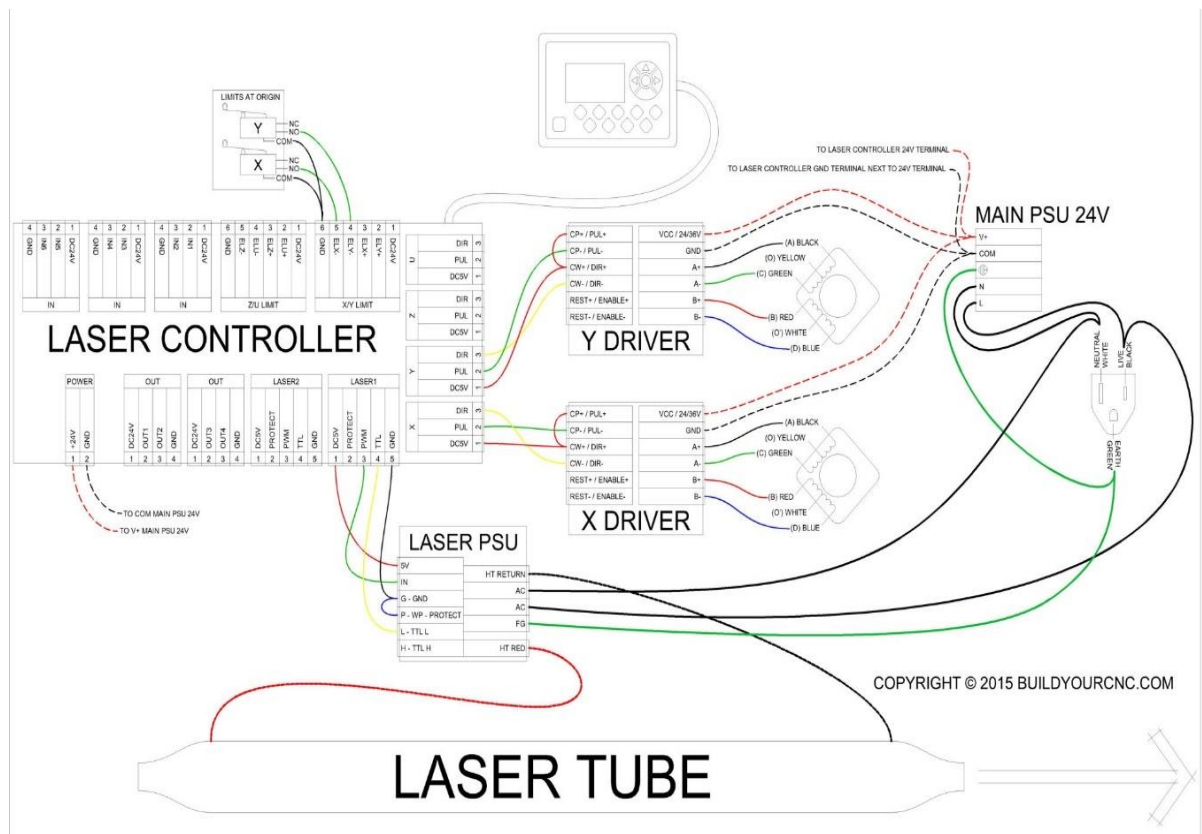 LIMITS AT ORIGIN
Y
NC
NO
COM
X
NC
NO
COM
TO LASER CONTROLLER 24V TERMINAL
TO LASER CONTROLLER GND TERMINAL NEXT TO 24V TERMINAL
MAIN PSU 24V
V+
COM
N
L
NEUTRAL
WHITE
LIVE
BLACK
EARTH
GREEN
4 3 2 1
GND IN6 IN5 DC24V
IN
4 3 2 1
GND IN4 IN3 DC24V
IN
4 3 2 1
GND IN2 IN1 DC24V
IN
6 5 4 3 2 1
GND ELZ- ELU- ELZ+ ELU+ DC24V
Z/U LIMIT
6 5 4 3 2 1
GND ELX- ELY- ELX+ ELY+ DC24V
X/Y LIMIT
LASER CONTROLLER
U
DIR 3
PUL 2
DC5V 1
Z
DIR 3
PUL 2
DC5V 1
Y
DIR 3
PUL 2
DC5V 1
X
DIR 3
PUL 2
DC5V 1
POWER
+24V GND
1 2
OUT
DC24V OUT1 OUT2 GND
1 2 3 4
OUT
DC24V OUT3 OUT4 GND
1 2 3 4
LASER2
DC5V PROTECT PWM TTL GND
1 2 3 4 5
LASER1
DC5V PROTECT PWM TTL GND
1 2 3 4 5
TO COM MAIN PSU 24V
TO V+ MAIN PSU 24V
CP+ / PUL+ VCC / 24/36V
CP- / PUL- GND
CW+ / DIR+ A+
CW- / DIR- A-
REST+ / ENABLE+ B+
REST- / ENABLE- B-
Y DRIVER
(A) BLACK
(O) YELLOW
(C) GREEN
(B) RED
(O') WHITE
(D) BLUE
CP+ / PUL+ VCC / 24/36V
CP- / PUL- GND
CW+ / DIR+ A+
CW- / DIR- A-
REST+ / ENABLE+ B+
REST- / ENABLE- B-
X DRIVER
(A) BLACK
(O) YELLOW
(C) GREEN
(B) RED
(O') WHITE
(D) BLUE
LASER PSU
5V
IN
G - GND
P - WP - PROTECT
L - TTL L
H - TTL H
HT RETURN
AC
AC
FG
HT RED
COPYRIGHT © 2015 BUILDYOURCNC.COM
LASER TUBE